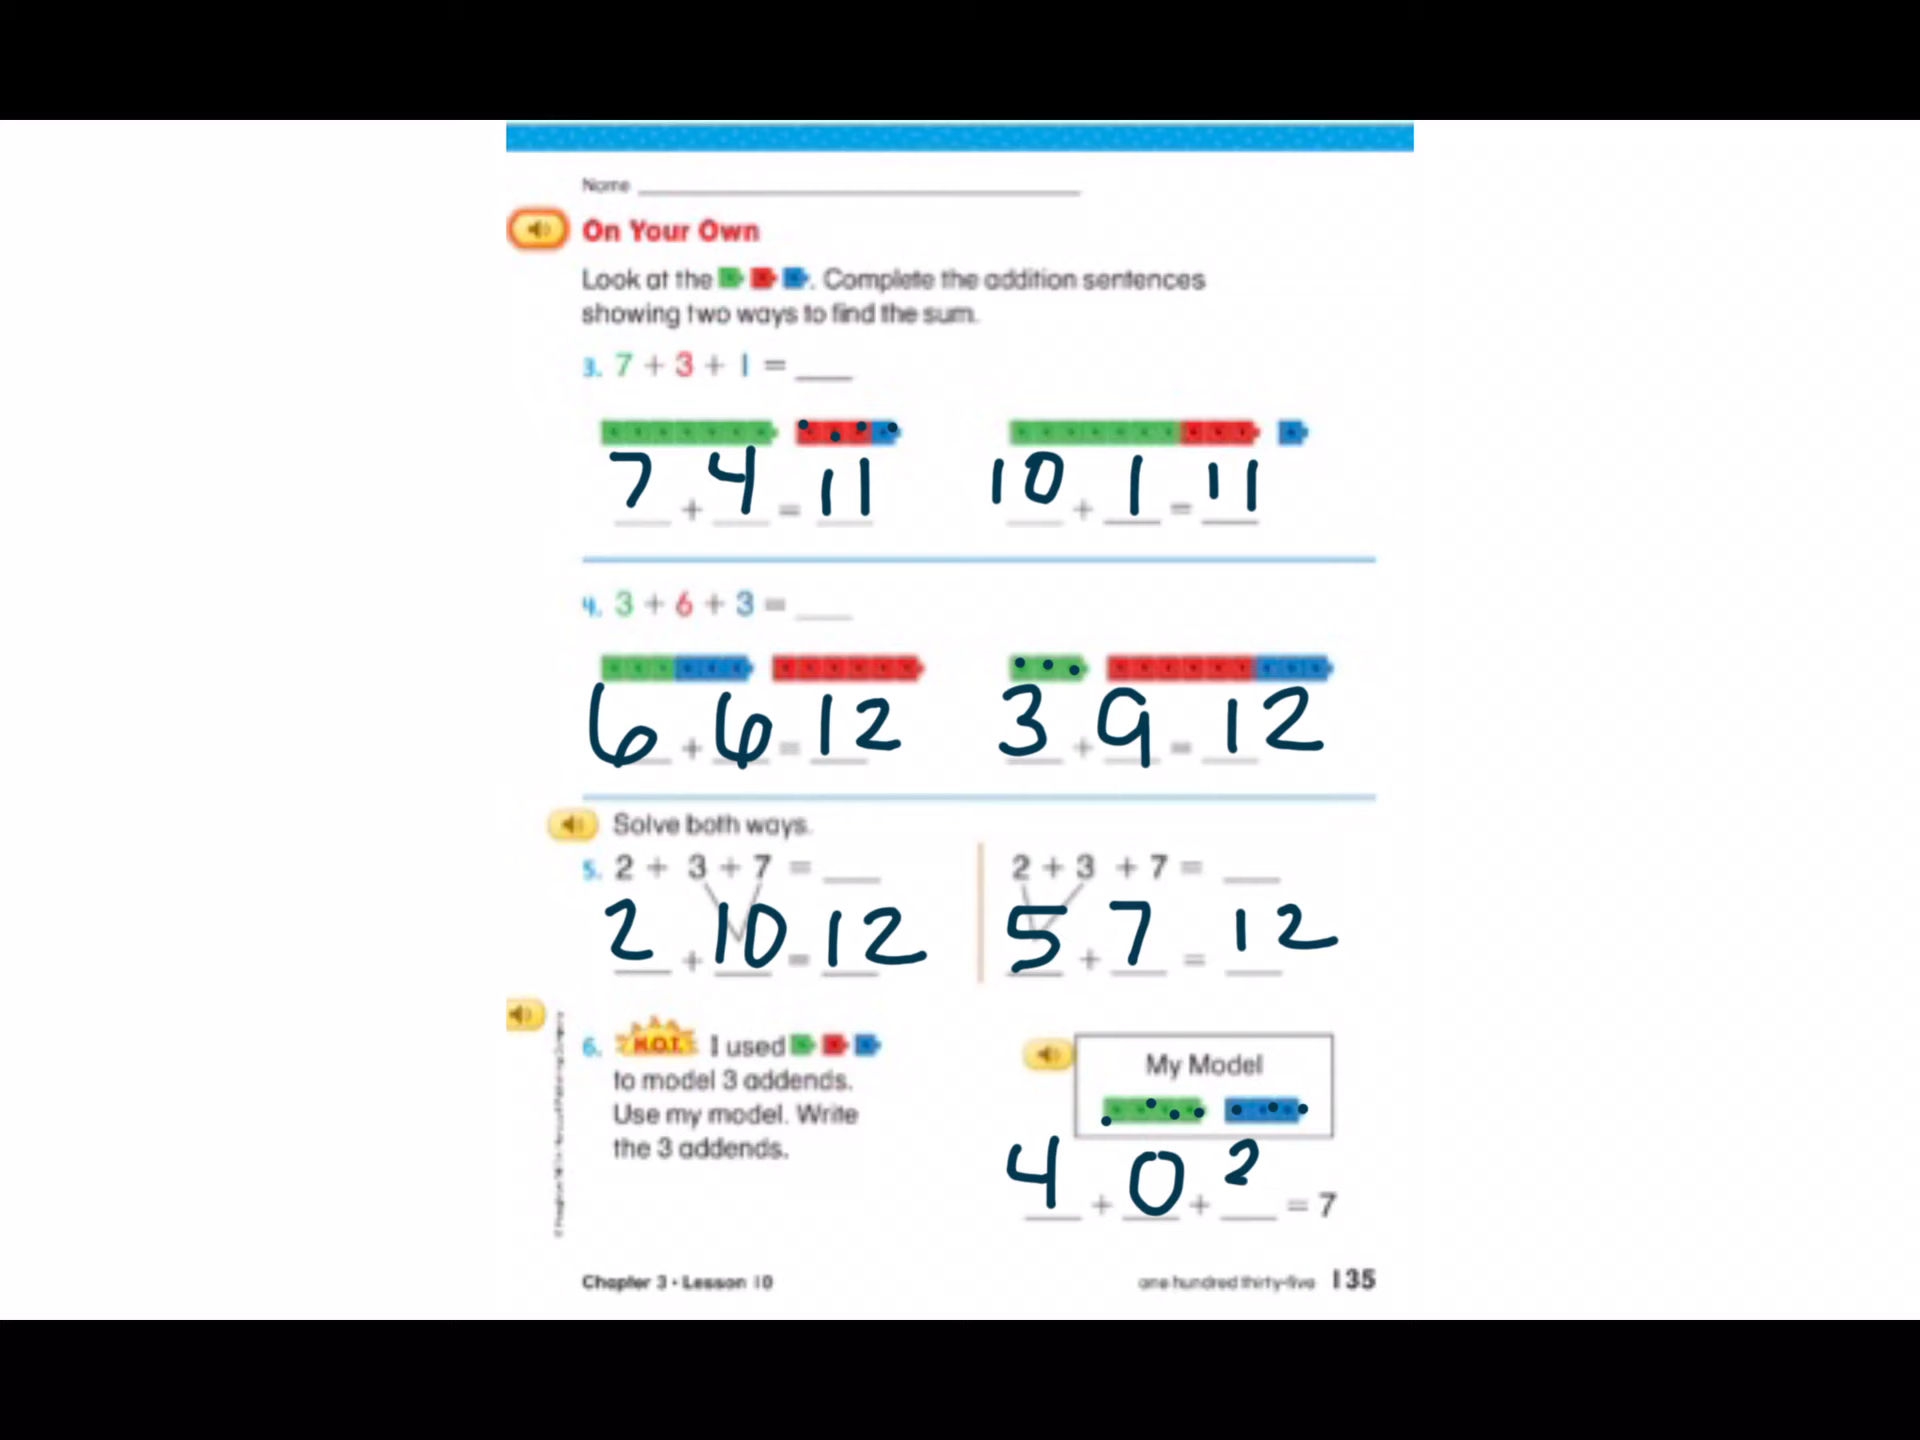 Name
On Your Own
Look at the . Complete the addition sentences
showing two ways to find the sum.
3. 7 + 3 + 1 = ___
7 + 4 = 11 10 + 1 = 11
4. 3 + 6 + 3 = ___
6 + 6 = 12 3 + 9 = 12
Solve both ways.
5. 2 + 3 + 7 = ___ 2 + 3 + 7 = ___
2 + 10 = 12 5 + 7 = 12
6. H.O.T. I used
to model 3 addends.
Use my model. Write
the 3 addends.
My Model
4 + 0 + 2 = 7
Chapter 3 • Lesson 10
one hundred thirty-five 135